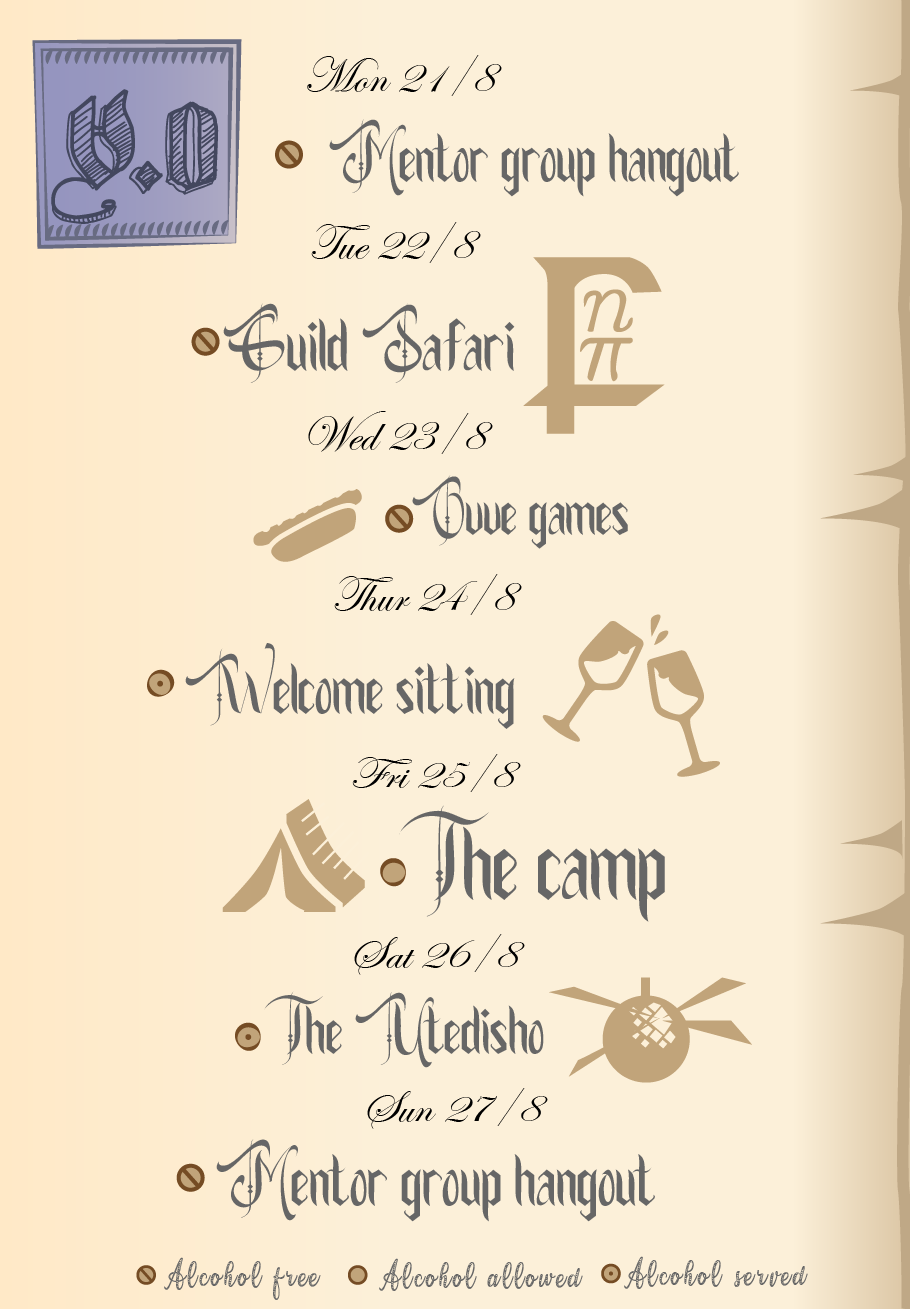 V.0
Mon 21/8
Mentor group hangout
Tue 22/8
Guild Safari
n
π
Wed 23/8
Ouve games
Thur 24/8
Welcome sitting
Fri 25/8
The camp
Sat 26/8
The Utedisho
Sun 27/8
Mentor group hangout
Alcohol free Alcohol allowed Alcohol served